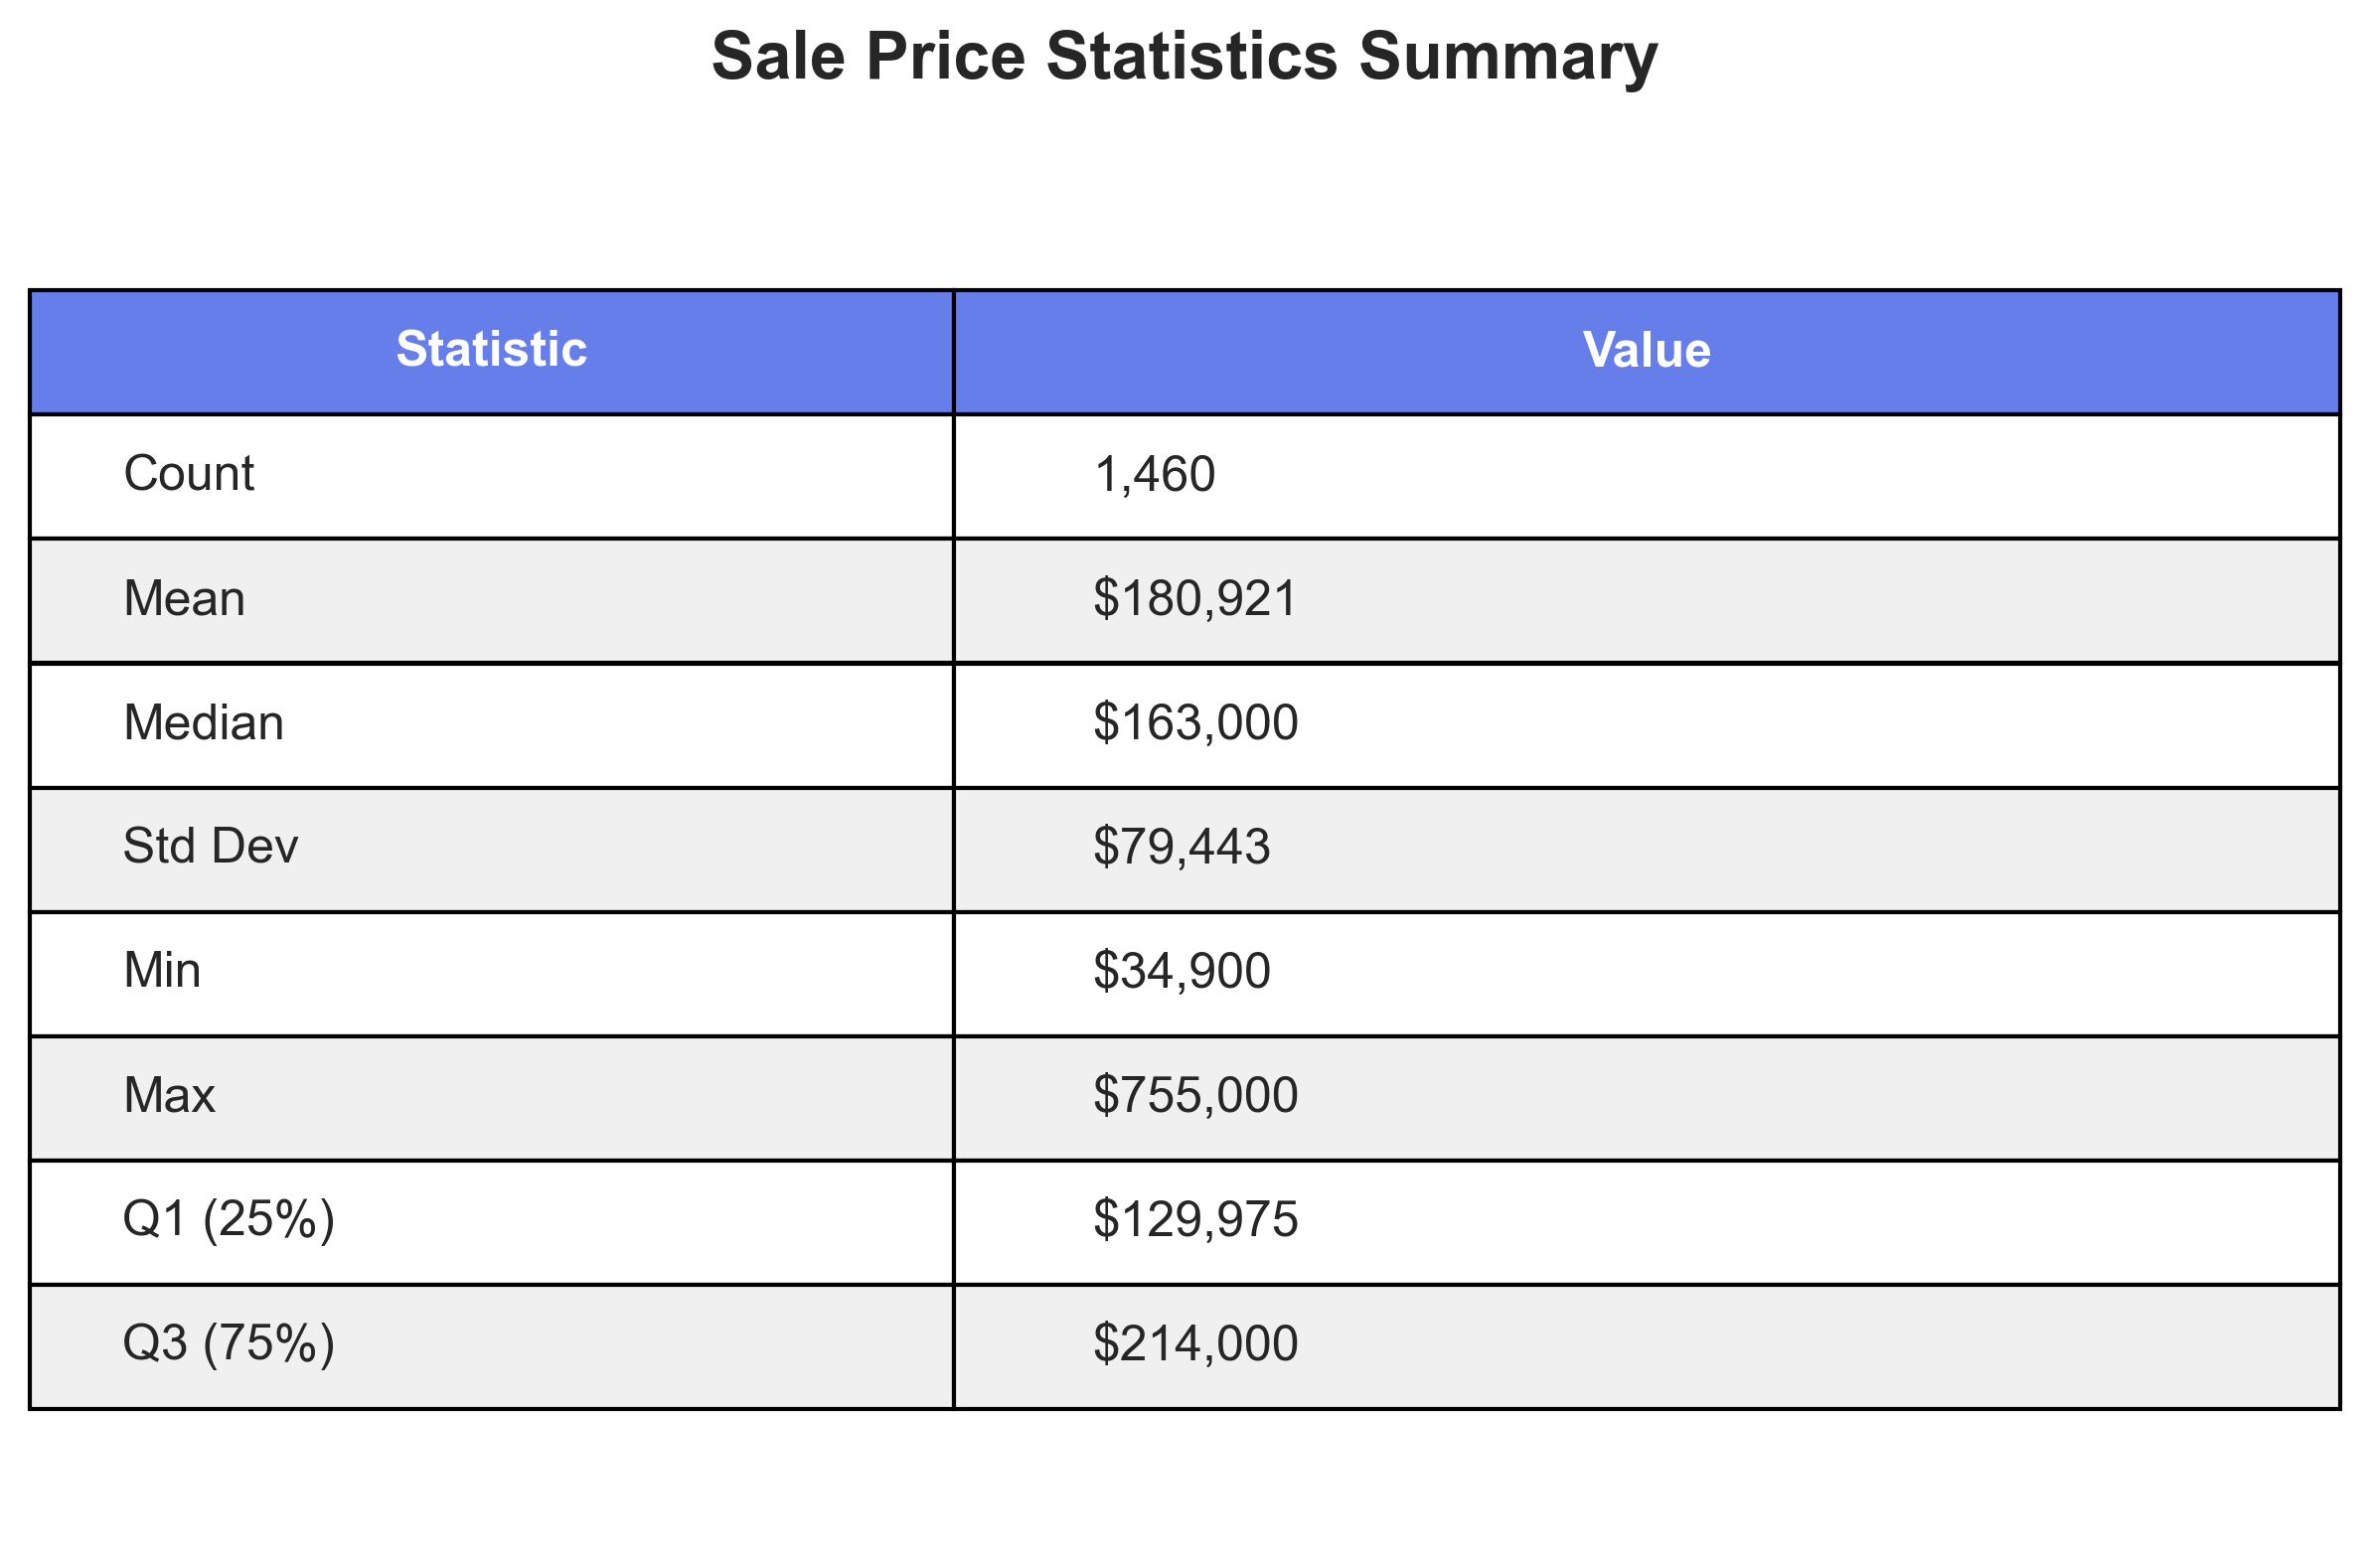 Sale Price Statistics Summary
Statistic Value
Count 1,460
Mean $180,921
Median $163,000
Std Dev $79,443
Min $34,900
Max $755,000
Q1 (25%) $129,975
Q3 (75%) $214,000